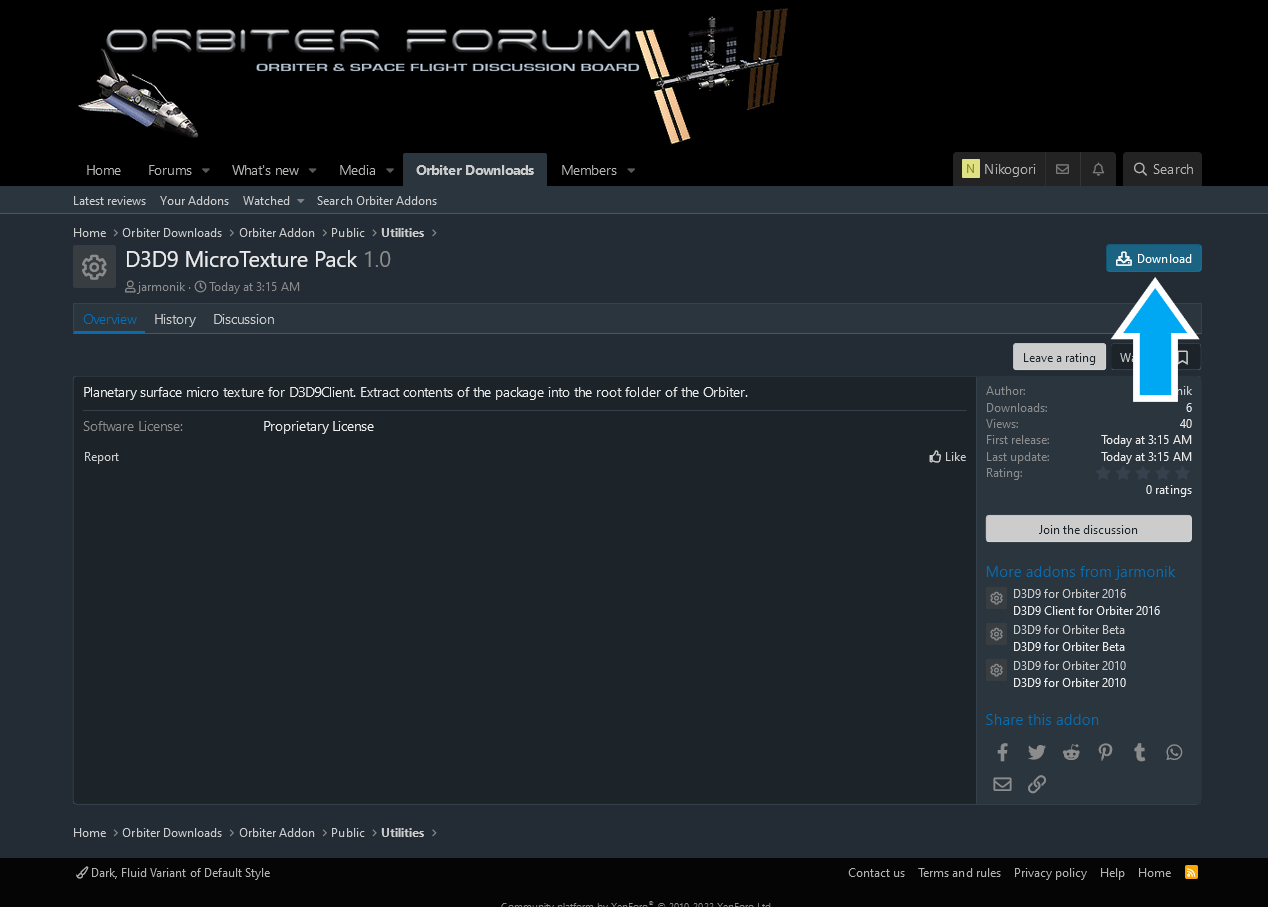 ORBITER FORUM
ORBITER & SPACE FLIGHT DISCUSSION BOARD
Home Forums What's new Media Orbiter Downloads Members N Nikogori Search
Latest reviews Your Addons Watched Search Orbiter Addons
Home Orbiter Downloads Orbiter Addon Public Utilities
D3D9 MicroTexture Pack 1.0
Download
jarmonik · Today at 3:15 AM
Overview History Discussion
Leave a rating
Planetary surface micro texture for D3D9Client. Extract contents of the package into the root folder of the Orbiter.
Software License: Proprietary License
Report Like
Author:
Downloads: 6
Views: 40
First release: Today at 3:15 AM
Last update: Today at 3:15 AM
Rating:
0 ratings
Join the discussion
More addons from jarmonik
D3D9 for Orbiter 2016
D3D9 Client for Orbiter 2016
D3D9 for Orbiter Beta
D3D9 for Orbiter Beta
D3D9 for Orbiter 2010
D3D9 for Orbiter 2010
Share this addon
Home Orbiter Downloads Orbiter Addon Public Utilities
Dark, Fluid Variant of Default Style Contact us Terms and rules Privacy policy Help Home
Community platform by XenForo® © 2010-2022 XenForo Ltd.